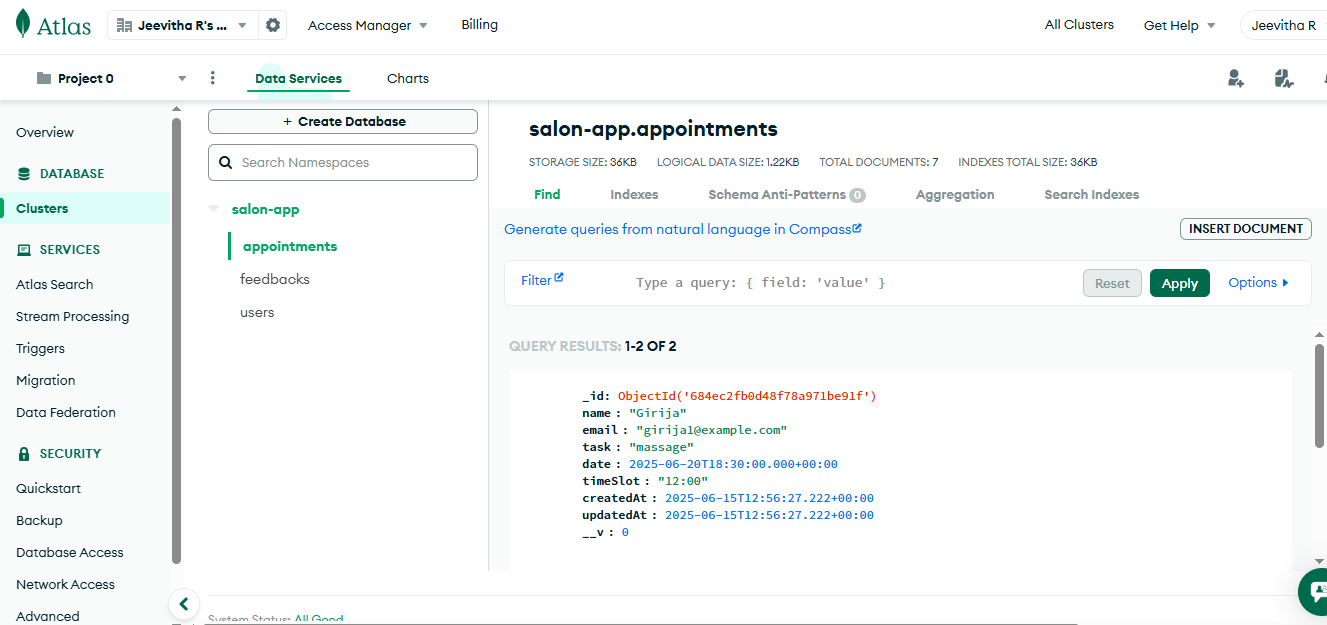 Atlas
Jeevitha R's ...
Access Manager
Billing
All Clusters
Get Help
Jeevitha R
Project 0
Data Services
Charts
Overview
DATABASE
Clusters
SERVICES
Atlas Search
Stream Processing
Triggers
Migration
Data Federation
SECURITY
Quickstart
Backup
Database Access
Network Access
Advanced
+ Create Database
Search Namespaces
salon-app
appointments
feedbacks
users
salon-app.appointments
STORAGE SIZE: 36KB LOGICAL DATA SIZE: 1.22KB TOTAL DOCUMENTS: 7 INDEXES TOTAL SIZE: 36KB
Find Indexes Schema Anti-Patterns 0 Aggregation Search Indexes
Generate queries from natural language in Compass
INSERT DOCUMENT
Filter
Type a query: { field: 'value' }
Reset
Apply
Options
QUERY RESULTS: 1-2 OF 2
_id: ObjectId('684ec2fb0d48f78a971be91f')
name : "Girija"
email : "girija1@example.com"
task : "massage"
date : 2025-06-20T18:30:00.000+00:00
timeSlot : "12:00"
createdAt : 2025-06-15T12:56:27.222+00:00
updatedAt : 2025-06-15T12:56:27.222+00:00
__v : 0
System Status: All Good